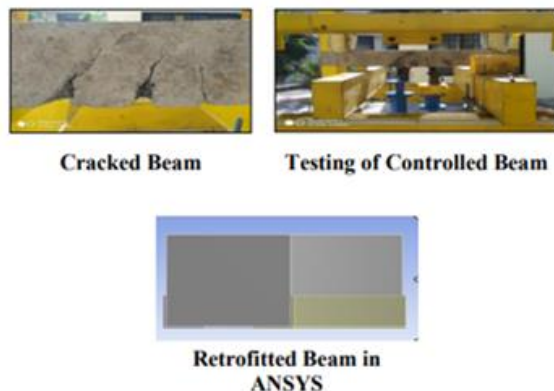 Cracked Beam
Testing of Controlled Beam
Retrofitted Beam in
ANSYS